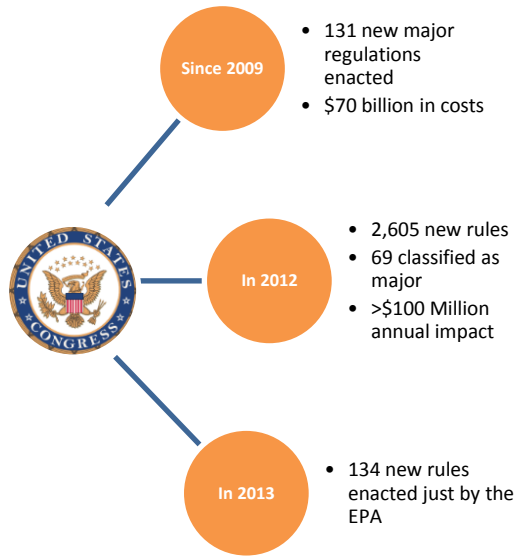 Since 2009
• 131 new major
regulations
enacted
• $70 billion in costs
UNITED STATES
CONGRESS
In 2012
• 2,605 new rules
• 69 classified as
major
• >$100 Million
annual impact
In 2013
• 134 new rules
enacted just by the
EPA